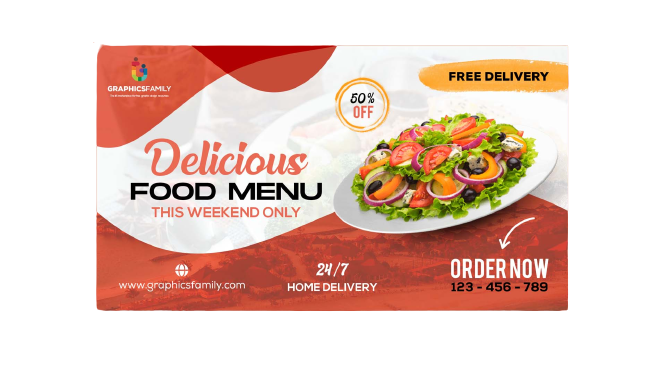 GRAPHICSFAMILY
FREE DELIVERY
50%
OFF
Delicious
FOOD MENU
THIS WEEKEND ONLY
www.graphicsfamily.com
24/7
HOME DELIVERY
ORDER NOW
123 - 456 - 789